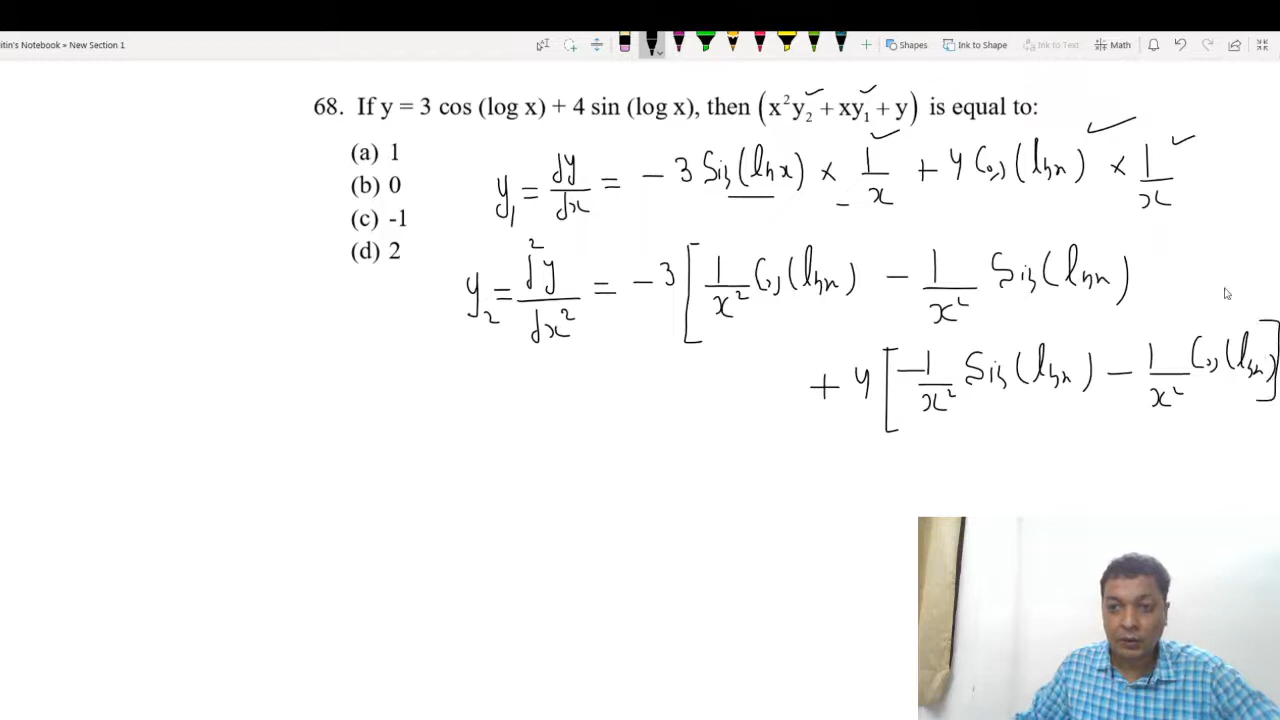 itin's Notebook » New Section 1
Shapes Ink to Shape Ink to Text Math
68. If y = 3 cos (log x) + 4 sin (log x), then (x²y₂ + xy₁ + y) is equal to:
(a) 1
(b) 0
(c) -1
(d) 2
y₁ = dy/dx = - 3 Sin(lnx) × 1/x + 4 Cos(lnx) × 1/x
y₂ = d²y/dx² = - 3 [ 1/x² Cos(lnx) - 1/x² Sin(lnx)
+ 4 [ -1/x² Sin(lnx) - 1/x² Cos(lnx) ]